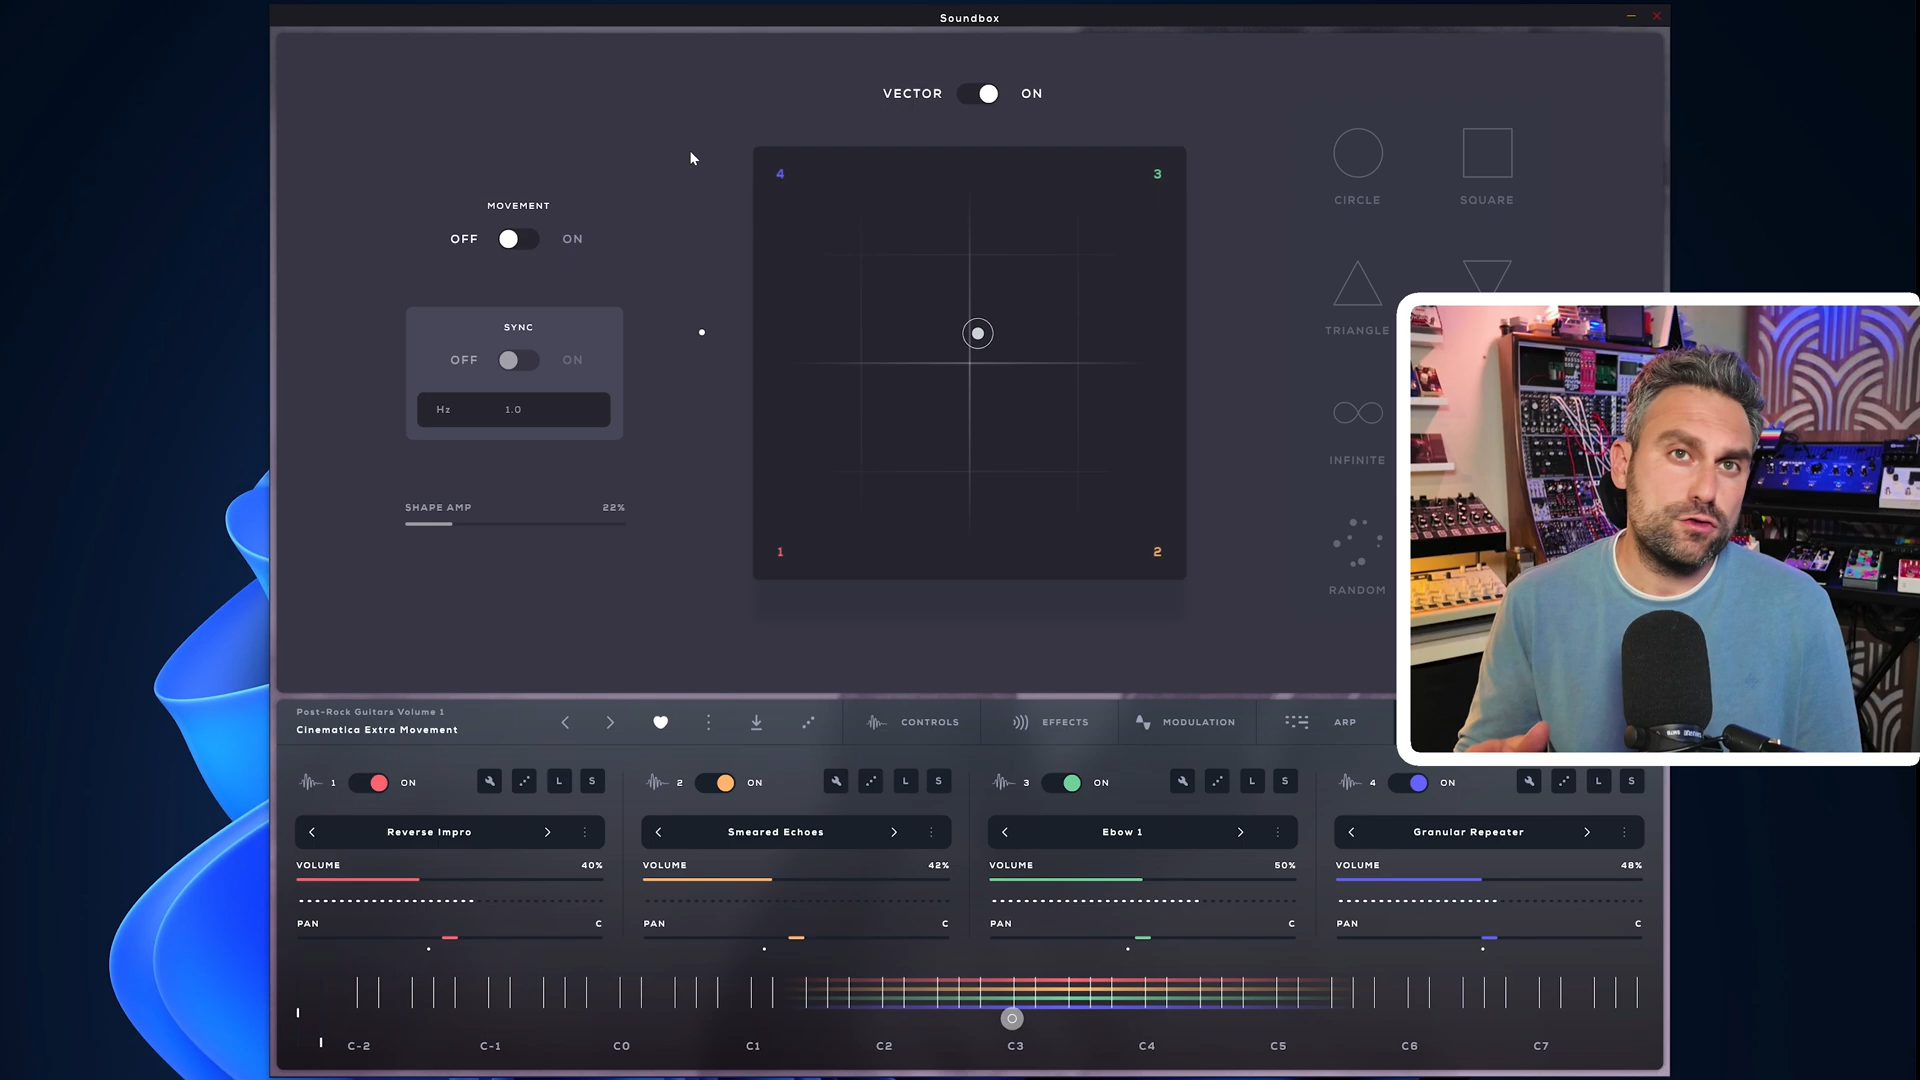 Soundbox
VECTOR ON
4
3
MOVEMENT
OFF ON
SYNC
OFF ON
Hz 1.0
SHAPE AMP 22%
1
2
CIRCLE
SQUARE
TRIANGLE
INFINITE
RANDOM
Post-Rock Guitars Volume 1
Cinematica Extra Movement
CONTROLS
EFFECTS
MODULATION
ARP
1 ON L S
2 ON L S
3 ON L S
4 ON L S
Reverse Impro
Smeared Echoes
Ebow 1
Granular Repeater
VOLUME 40%
VOLUME 42%
VOLUME 50%
VOLUME 48%
PAN C
PAN C
PAN C
PAN C
C-2 C-1 C0 C1 C2 C3 C4 C5 C6 C7